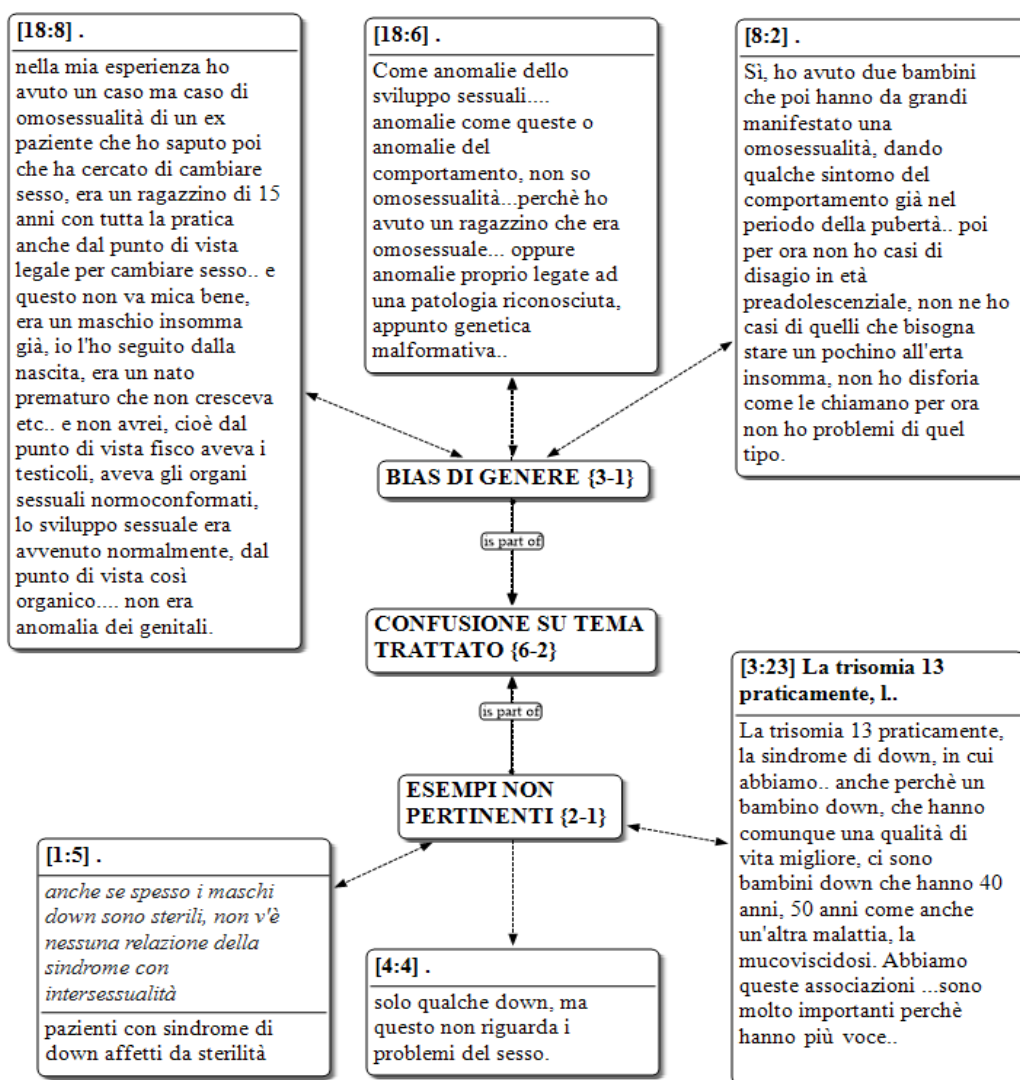 [18:8] .
nella mia esperienza ho
avuto un caso ma caso di
omosessualità di un ex
paziente che ho saputo poi
che ha cercato di cambiare
sesso, era un ragazzino di 15
anni con tutta la pratica
anche dal punto di vista
legale per cambiare sesso.. e
questo non va mica bene,
era un maschio insomma
già, io l'ho seguito dalla
nascita, era un nato
prematuro che non cresceva
etc.. e non avrei, cioè dal
punto di vista fisco aveva i
testicoli, aveva gli organi
sessuali normoconformati,
lo sviluppo sessuale era
avvenuto normalmente, dal
punto di vista così
organico.... non era
anomalia dei genitali.
[18:6] .
Come anomalie dello
sviluppo sessuali....
anomalie come queste o
anomalie del
comportamento, non so
omosessualità...perchè ho
avuto un ragazzino che era
omosessuale... oppure
anomalie proprio legate ad
una patologia riconosciuta,
appunto genetica
malformativa..
[8:2] .
Sì, ho avuto due bambini
che poi hanno da grandi
manifestato una
omosessualità, dando
qualche sintomo del
comportamento già nel
periodo della pubertà.. poi
per ora non ho casi di
disagio in età
preadolescenziale, non ne ho
casi di quelli che bisogna
stare un pochino all'erta
insomma, non ho disforia
come le chiamano per ora
non ho problemi di quel
tipo.
BIAS DI GENERE {3-1}
is part of
CONFUSIONE SU TEMA
TRATTATO {6-2}
is part of
ESEMPI NON
PERTINENTI {2-1}
[3:23] La trisomia 13
praticamente, l..
La trisomia 13 praticamente,
la sindrome di down, in cui
abbiamo.. anche perchè un
bambino down, che hanno
comunque una qualità di
vita migliore, ci sono
bambini down che hanno 40
anni, 50 anni come anche
un'altra malattia, la
mucoviscidosi. Abbiamo
queste associazioni ...sono
molto importanti perchè
hanno più voce..
[1:5] .
anche se spesso i maschi
down sono sterili, non v'è
nessuna relazione della
sindrome con
intersessualità
pazienti con sindrome di
down affetti da sterilità
[4:4] .
solo qualche down, ma
questo non riguarda i
problemi del sesso.